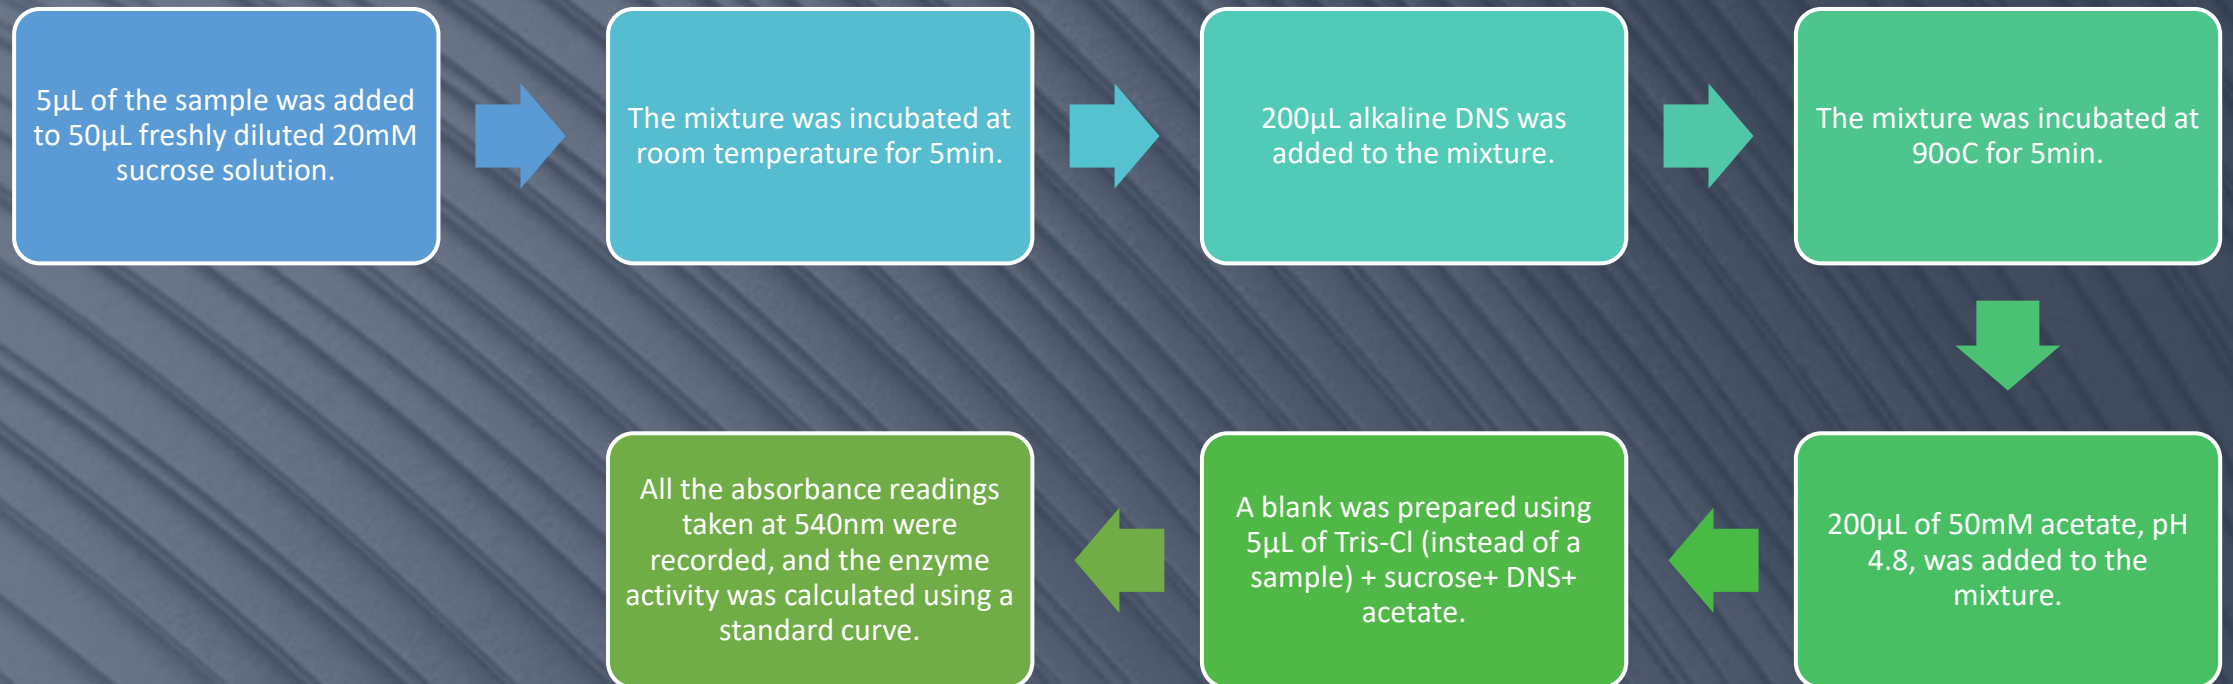 5µL of the sample was added
to 50µL freshly diluted 20mM
sucrose solution.
The mixture was incubated at
room temperature for 5min.
200µL alkaline DNS was
added to the mixture.
The mixture was incubated at
90oC for 5min.
200µL of 50mM acetate, pH
4.8, was added to the
mixture.
A blank was prepared using
5µL of Tris-Cl (instead of a
sample) + sucrose+ DNS+
acetate.
All the absorbance readings
taken at 540nm were
recorded, and the enzyme
activity was calculated using a
standard curve.